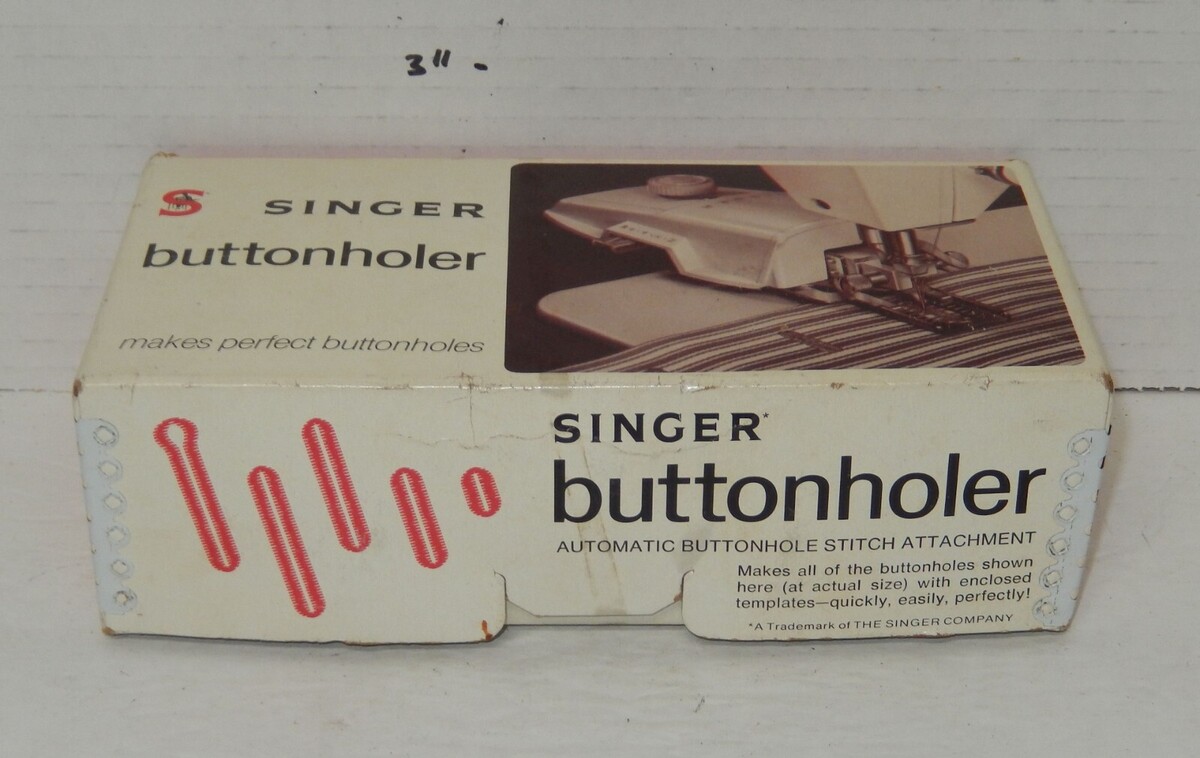 3" -
S SINGER
buttonholer
makes perfect buttonholes
SINGER*
buttonholer
AUTOMATIC BUTTONHOLE STITCH ATTACHMENT
Makes all of the buttonholes shown
here (at actual size) with enclosed
templates—quickly, easily, perfectly!
*A Trademark of THE SINGER COMPANY